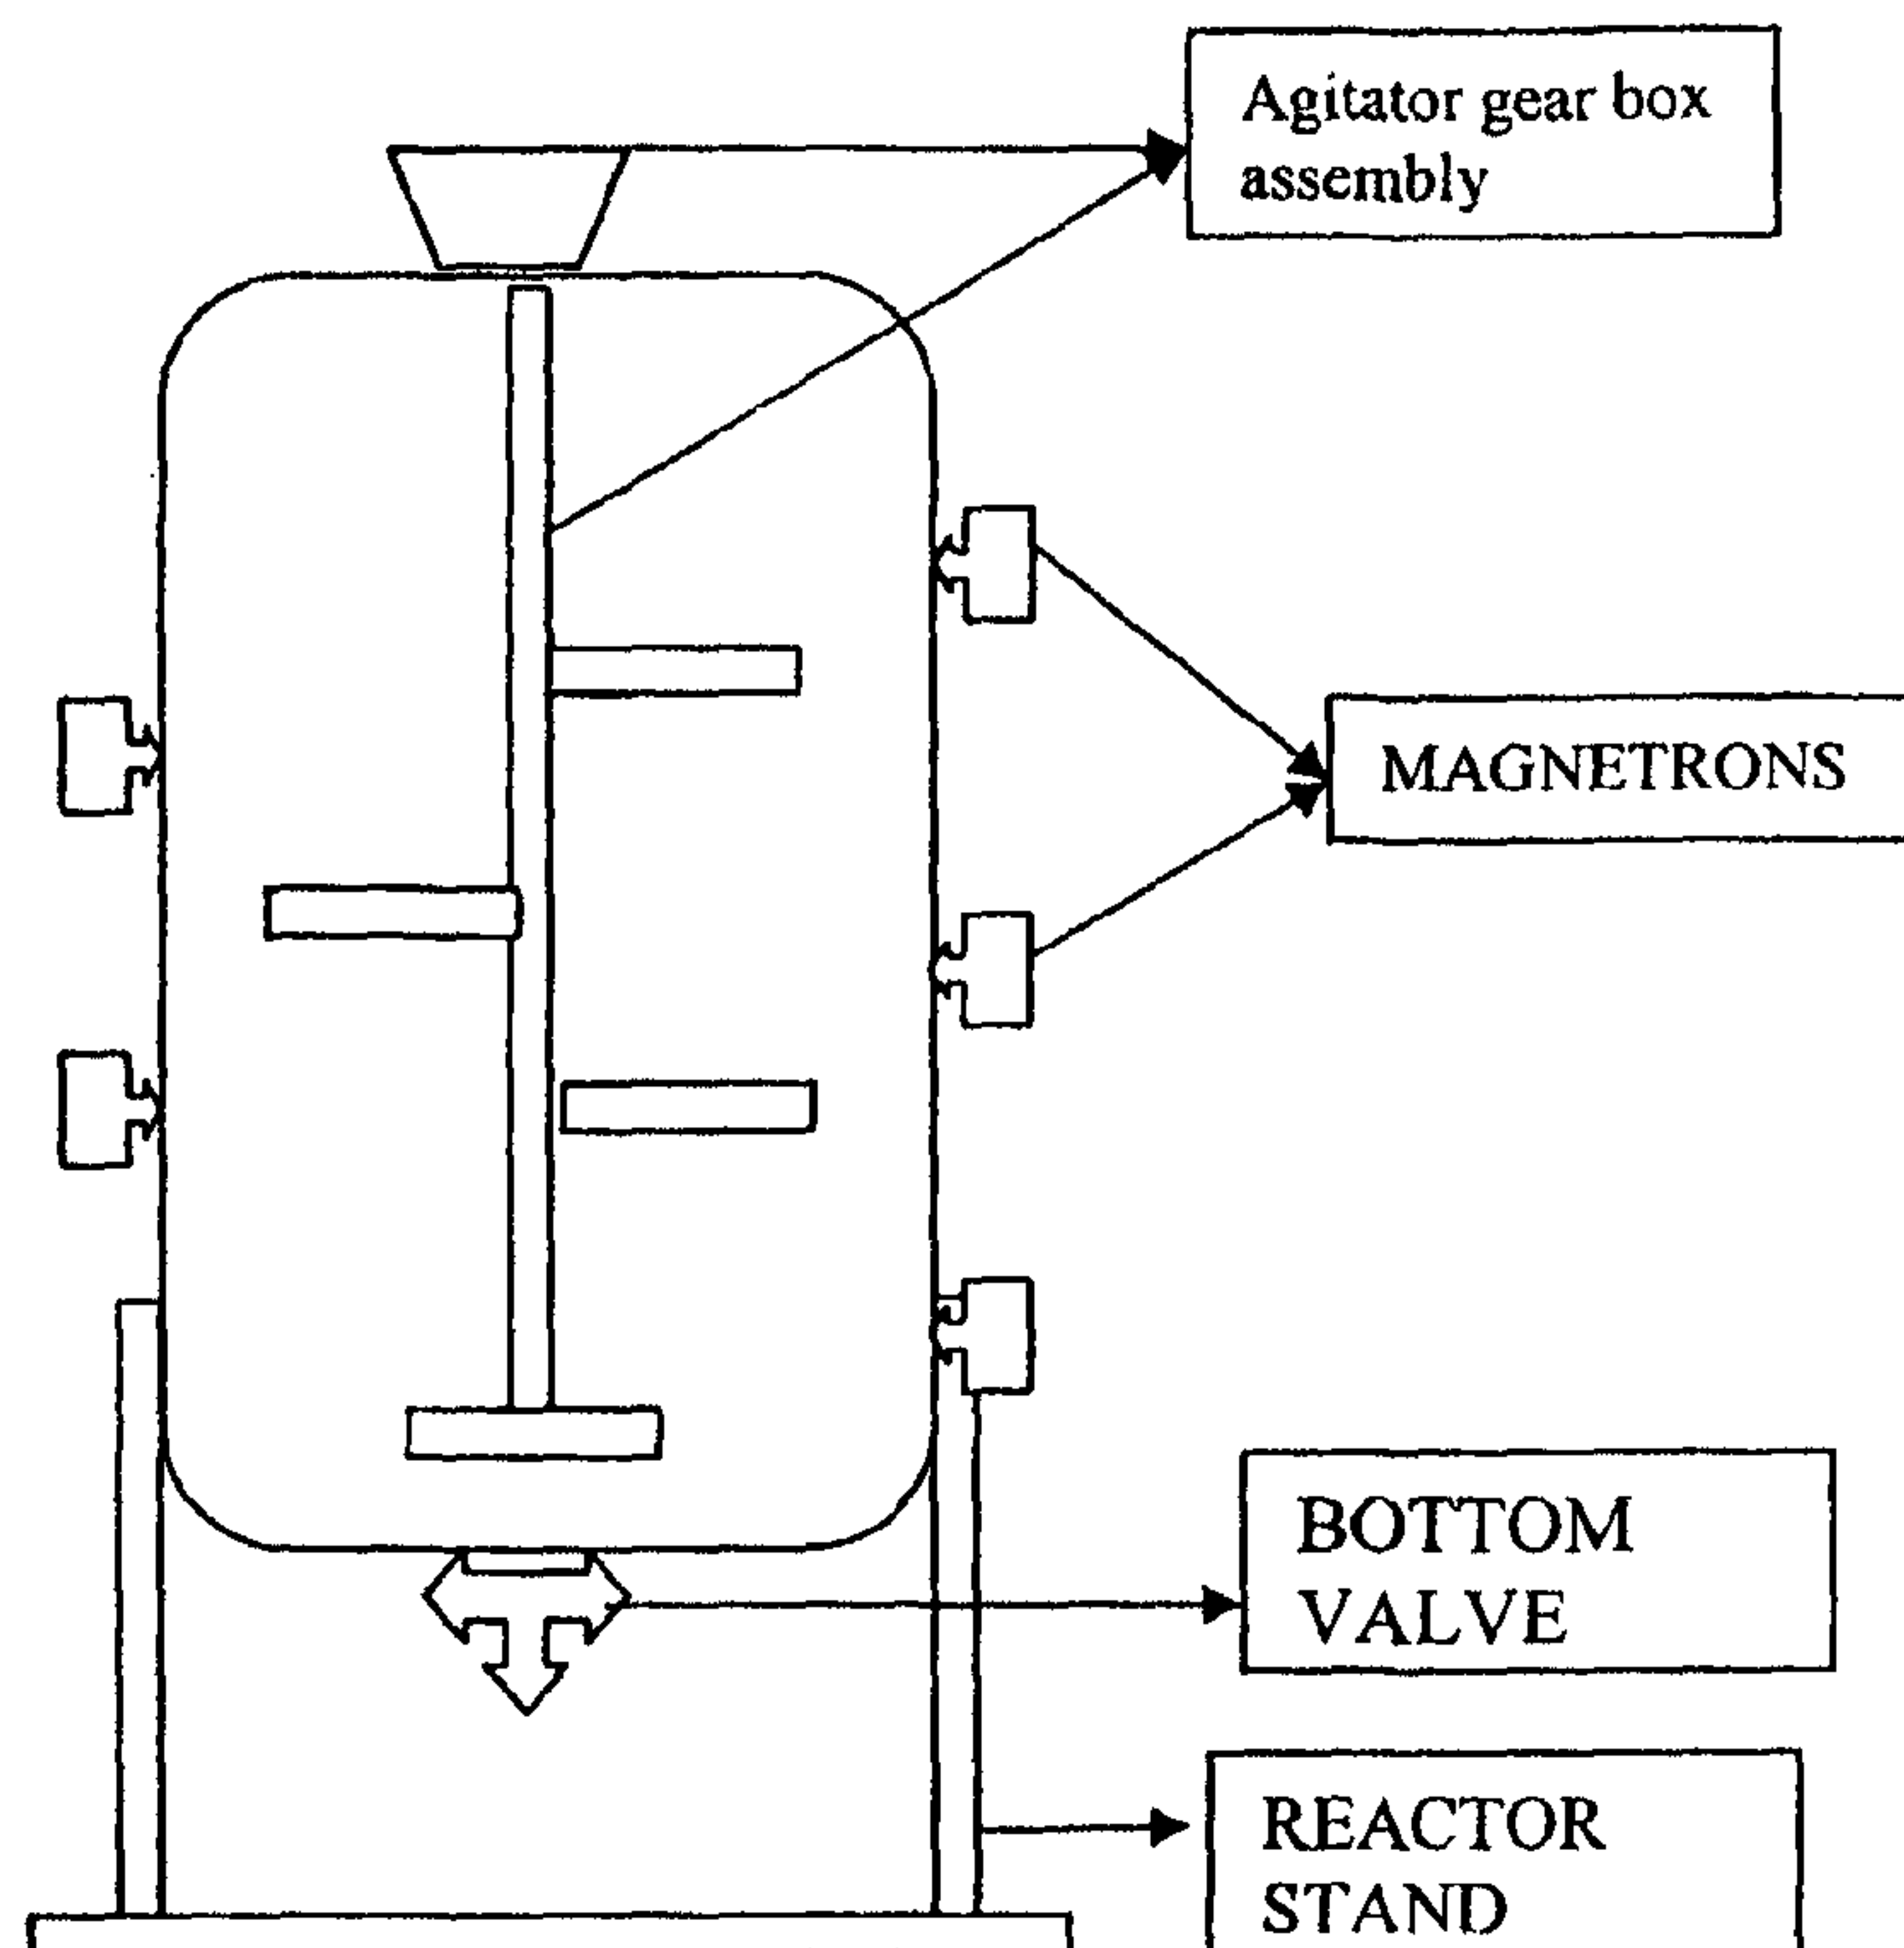 Agitator gear box
assembly
MAGNETRONS
BOTTOM
VALVE
REACTOR
STAND